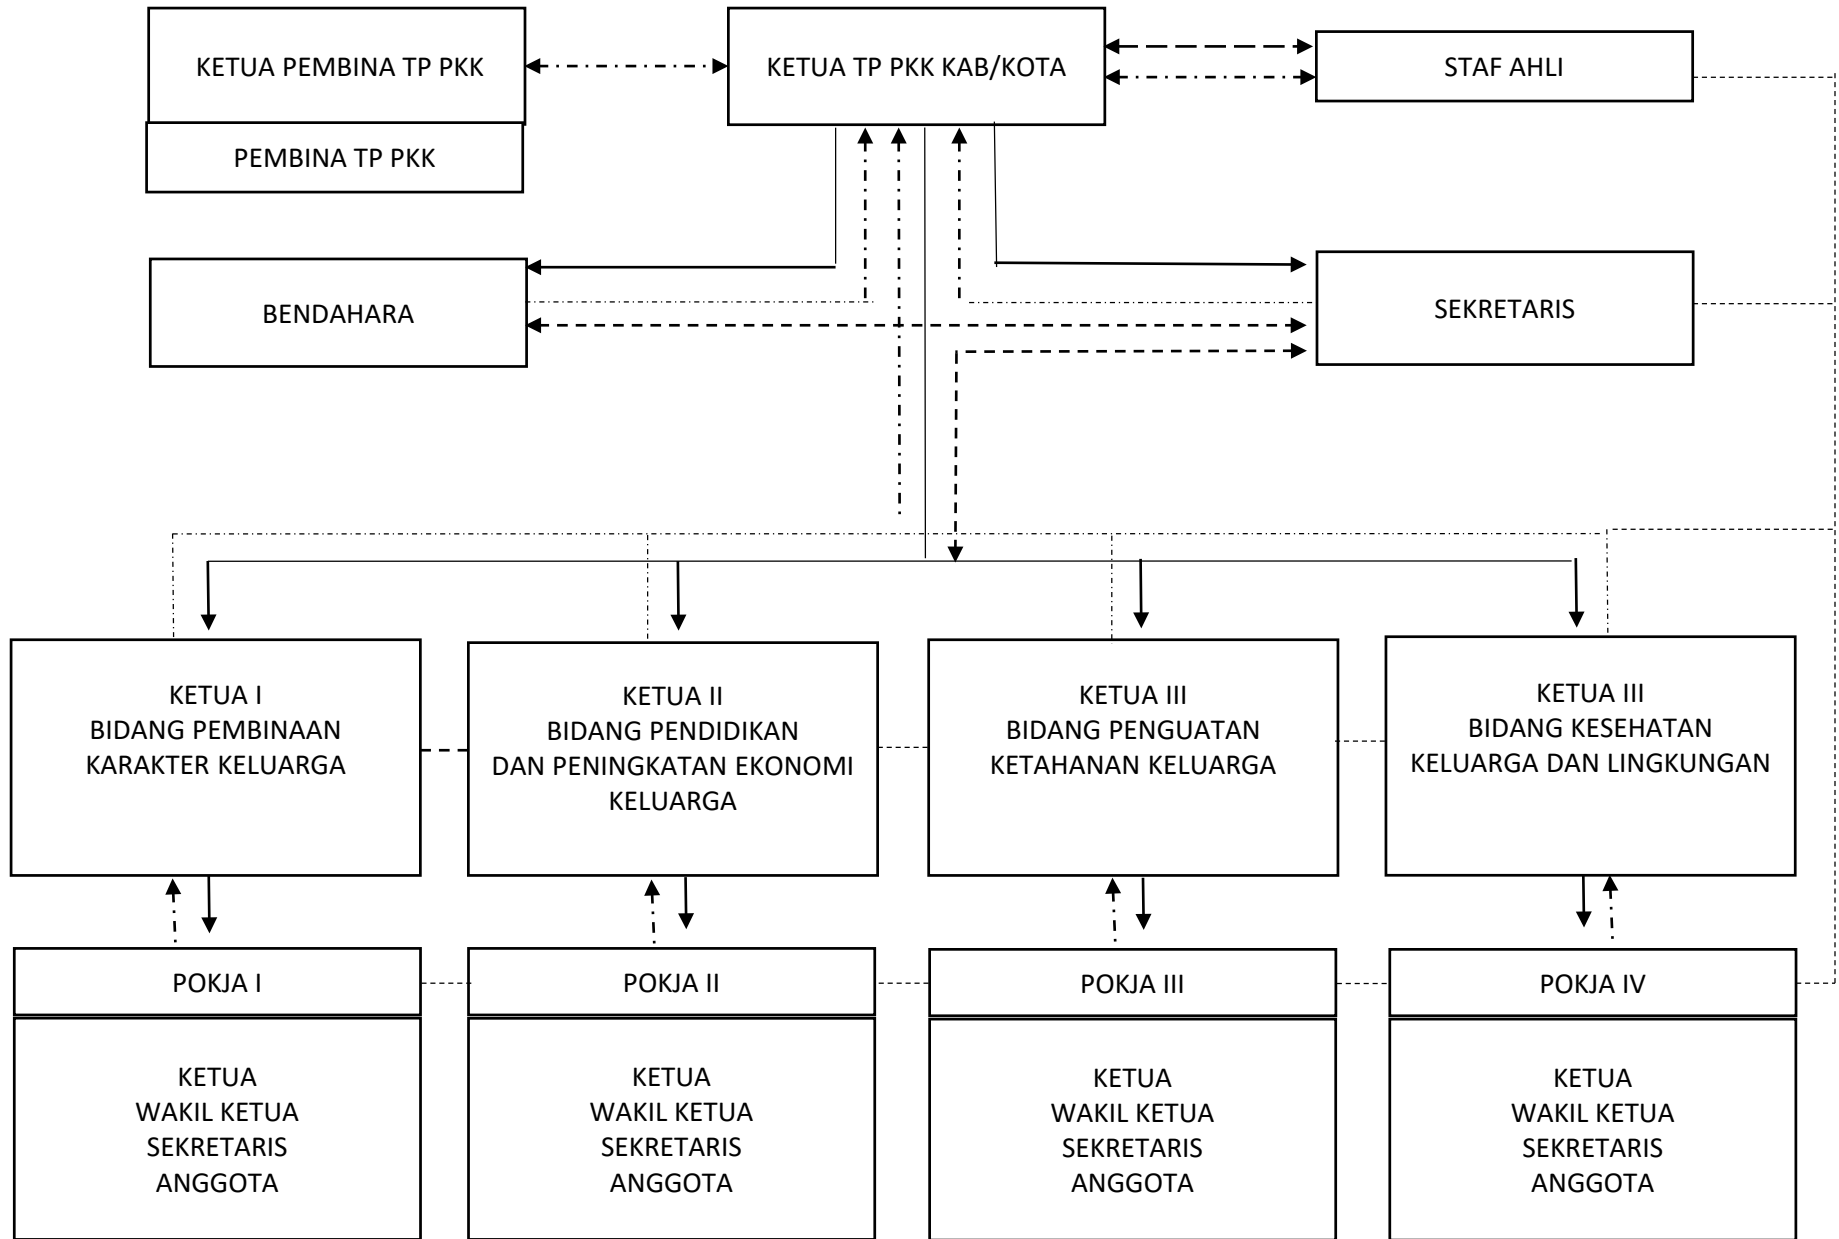 KETUA PEMBINA TP PKK
KETUA TP PKK KAB/KOTA
STAF AHLI
PEMBINA TP PKK
BENDAHARA
SEKRETARIS
KETUA I
BIDANG PEMBINAAN
KARAKTER KELUARGA
KETUA II
BIDANG PENDIDIKAN
DAN PENINGKATAN EKONOMI
KELUARGA
KETUA III
BIDANG PENGUATAN
KETAHANAN KELUARGA
KETUA III
BIDANG KESEHATAN
KELUARGA DAN LINGKUNGAN
POKJA I
POKJA II
POKJA III
POKJA IV
KETUA
WAKIL KETUA
SEKRETARIS
ANGGOTA
KETUA
WAKIL KETUA
SEKRETARIS
ANGGOTA
KETUA
WAKIL KETUA
SEKRETARIS
ANGGOTA
KETUA
WAKIL KETUA
SEKRETARIS
ANGGOTA